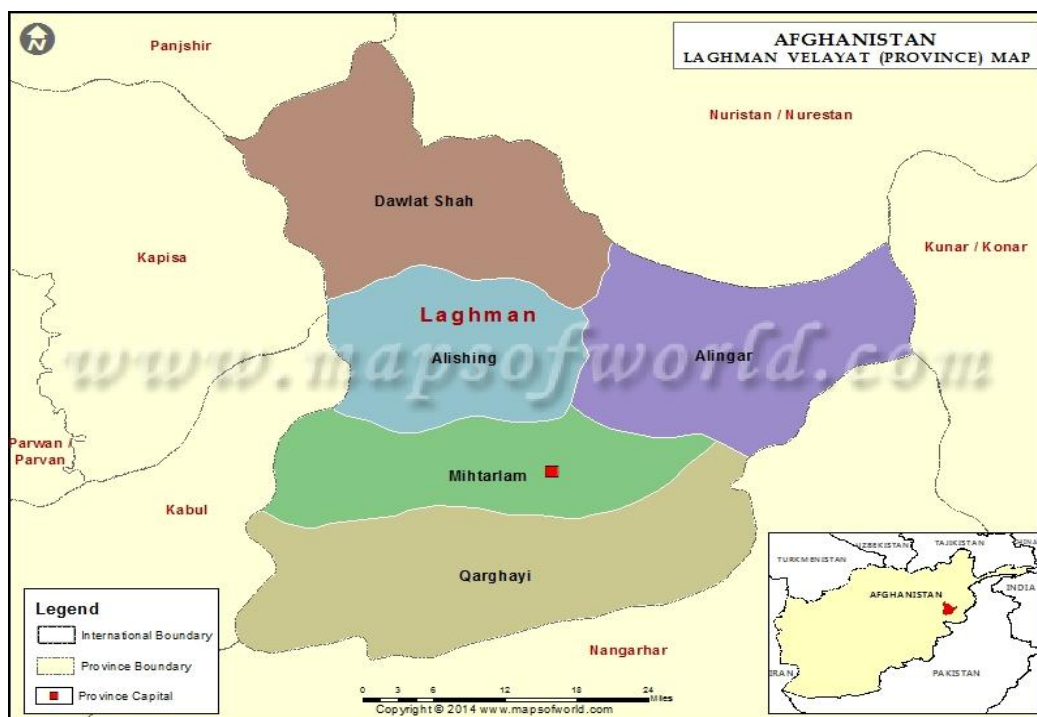 AFGHANISTAN
LAGHMAN VELAYAT (PROVINCE) MAP
N
Panjshir
Nuristan / Nurestan
Dawlat Shah
Kunar / Konar
Kapisa
Laghman
Alishing
Alingar
www.mapsofworld.com
Parwan /
Parvan
Mihtarlam
Kabul
Qarghayi
Nangarhar
Legend
International Boundary
Province Boundary
Province Capital
0 3 6 12 18 24
Miles
Copyright © 2014 www.mapsofworld.com
UZBEKISTAN
TAJIKISTAN
TURKMENISTAN
INDIA
AFGHANISTAN
IRAN
PAKISTAN